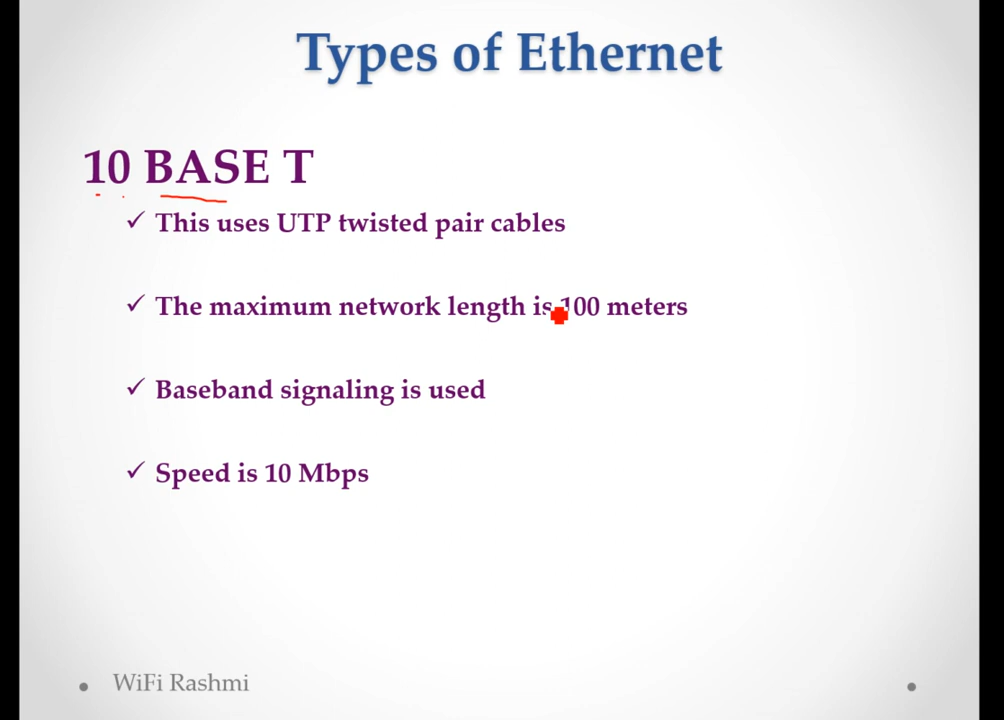 Types of Ethernet
10 BASE T
✓ This uses UTP twisted pair cables
✓ The maximum network length is 100 meters
✓ Baseband signaling is used
✓ Speed is 10 Mbps
WiFi Rashmi